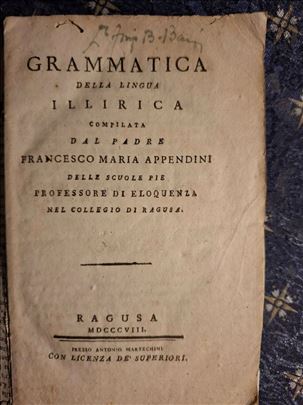 GRAMMATICA
DELLA LINGUA
ILLIRICA
COMPILATA
DAL PADRE
FRANCESCO MARIA APPENDINI
DELLE SCUOLE PIE
PROFESSORE DI ELOQUENZA
NEL COLLEGIO DI RAGUSA.
RAGUSA
MDCCCVIII.
PRESSO ANTONIO MARTECHINI
CON LICENZA DE' SUPERIORI.